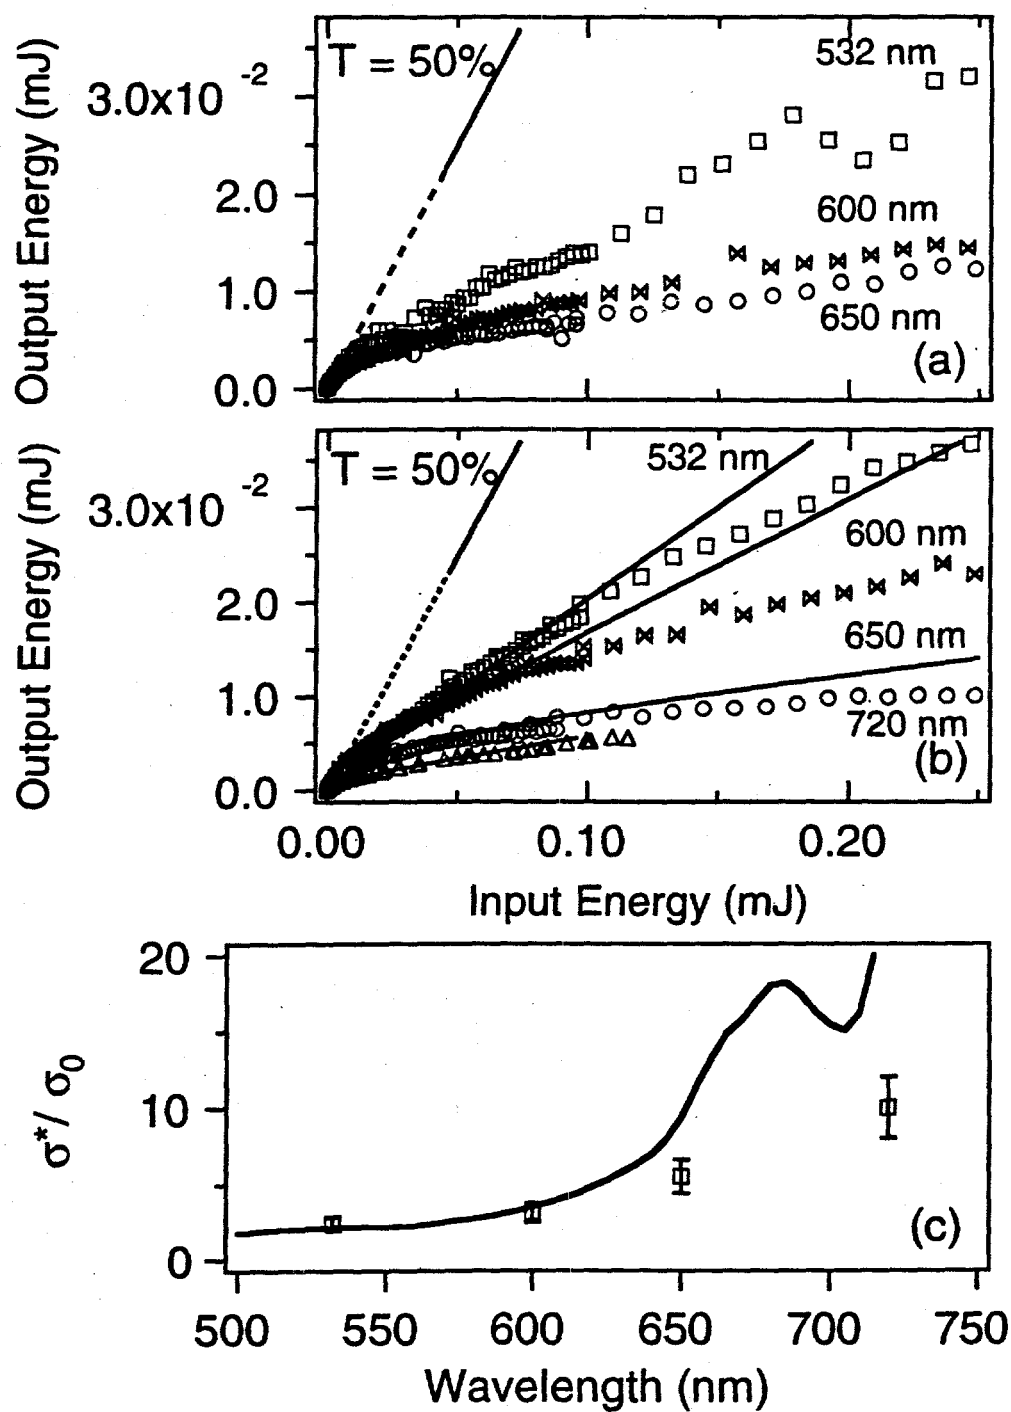 T = 50%
532 nm
3.0x10 -2
2.0
1.0
0.0
600 nm
650 nm
(a)
Output Energy (mJ)
T = 50%
532 nm
3.0x10 -2
2.0
1.0
0.0
600 nm
650 nm
720 nm
(b)
Output Energy (mJ)
0.00 0.10 0.20
Input Energy (mJ)
20
10
0
σ*/ σ0
(c)
500 550 600 650 700 750
Wavelength (nm)